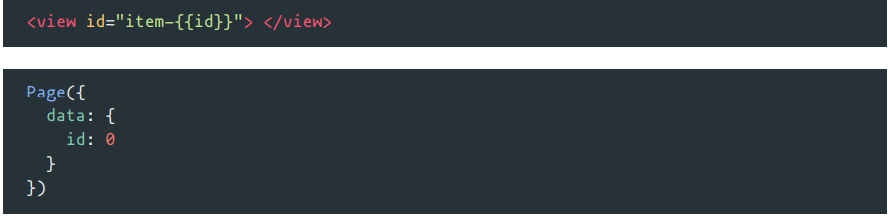 <view id="item-{{id}}"> </view>
Page({
  data: {
    id: 0
  }
})